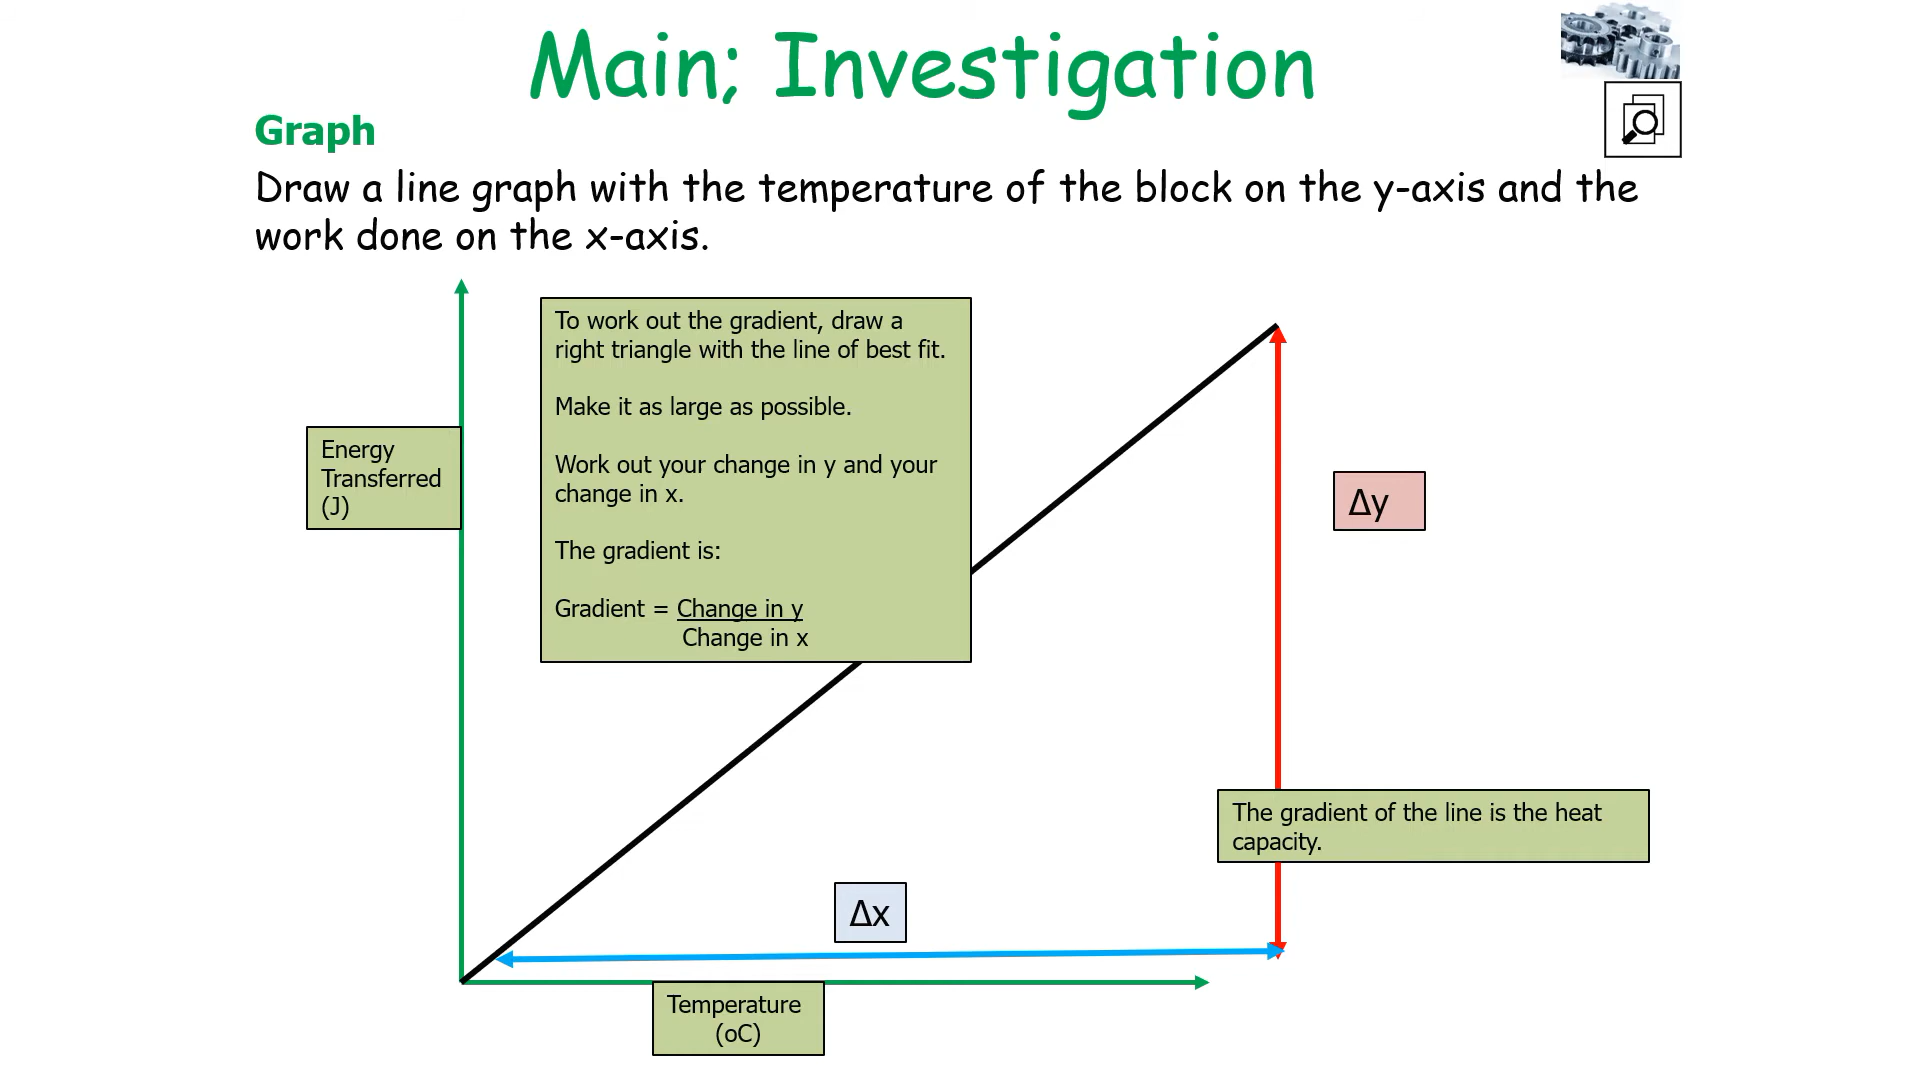 Main; Investigation
Graph
Draw a line graph with the temperature of the block on the y-axis and the
work done on the x-axis.
To work out the gradient, draw a
right triangle with the line of best fit.
Make it as large as possible.
Work out your change in y and your
change in x.
The gradient is:
Gradient = Change in y
Change in x
Energy
Transferred
(J)
Δy
The gradient of the line is the heat
capacity.
Δx
Temperature
(oC)